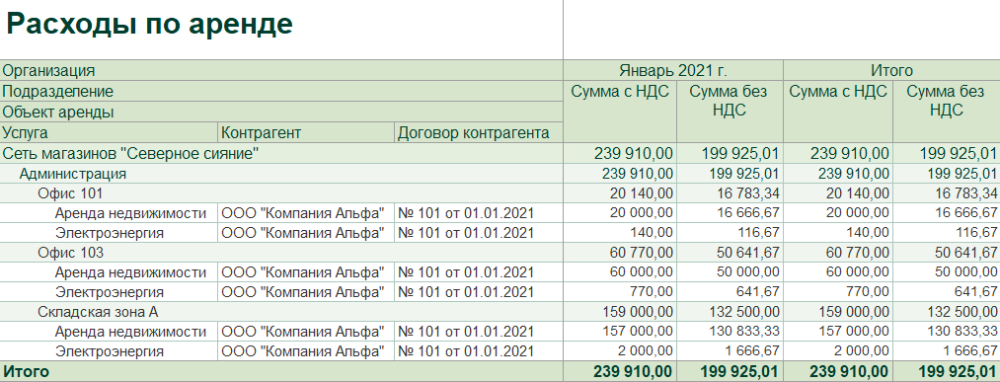 Расходы по аренде
Организация Январь 2021 г. Итого
Подразделение Сумма с НДС Сумма без НДС Сумма с НДС Сумма без НДС
Объект аренды
Услуга Контрагент Договор контрагента
Сеть магазинов "Северное сияние" 239 910,00 199 925,01 239 910,00 199 925,01
Администрация 239 910,00 199 925,01 239 910,00 199 925,01
Офис 101 20 140,00 16 783,34 20 140,00 16 783,34
Аренда недвижимости ООО "Компания Альфа" № 101 от 01.01.2021 20 000,00 16 666,67 20 000,00 16 666,67
Электроэнергия ООО "Компания Альфа" № 101 от 01.01.2021 140,00 116,67 140,00 116,67
Офис 103 60 770,00 50 641,67 60 770,00 50 641,67
Аренда недвижимости ООО "Компания Альфа" № 101 от 01.01.2021 60 000,00 50 000,00 60 000,00 50 000,00
Электроэнергия ООО "Компания Альфа" № 101 от 01.01.2021 770,00 641,67 770,00 641,67
Складская зона А 159 000,00 132 500,00 159 000,00 132 500,00
Аренда недвижимости ООО "Компания Альфа" № 101 от 01.01.2021 157 000,00 130 833,33 157 000,00 130 833,33
Электроэнергия ООО "Компания Альфа" № 101 от 01.01.2021 2 000,00 1 666,67 2 000,00 1 666,67
Итого 239 910,00 199 925,01 239 910,00 199 925,01